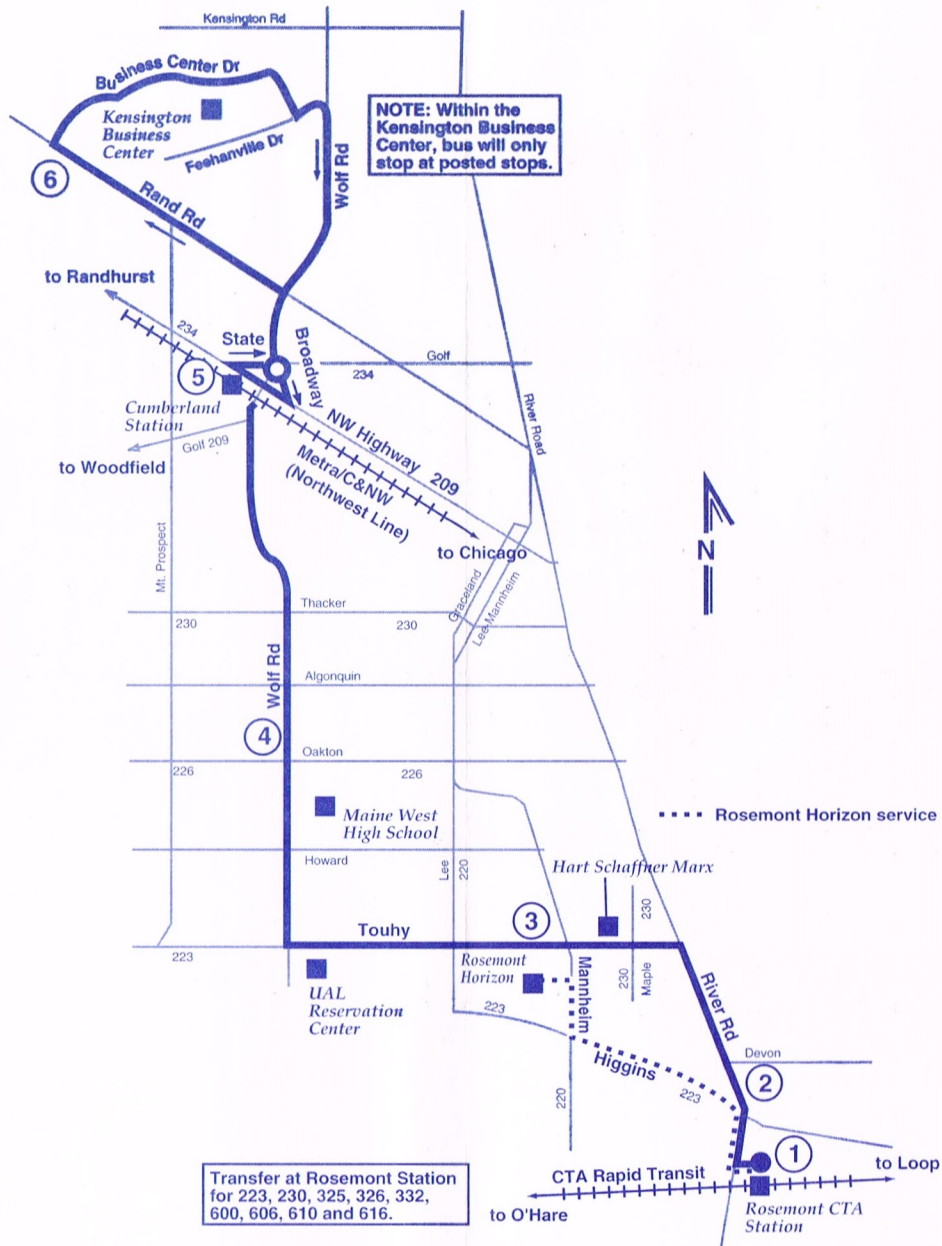 Kensington Rd
Business Center Dr
Kensington
Business
Center
Feehanville Dr
Wolf Rd
NOTE: Within the
Kensington Business
Center, bus will only
stop at posted stops.
6
Rand Rd
to Randhurst
234
State
Broadway
Golf
234
5
Cumberland
Station
Golf 209
to Woodfield
NW Highway 209
Metra/C&NW
(Northwest Line)
to Chicago
River Road
N
Mt. Prospect
Graceland
Lee-Mannheim
Thacker
230
230
Wolf Rd
Algonquin
4
Oakton
226
226
Maine West
High School
Rosemont Horizon service
Howard
Lee
220
Hart Schaffner Marx
230
3
Touhy
223
Rosemont
Horizon
Mannheim
230
Maple
UAL
Reservation
Center
223
River Rd
Higgins
223
Devon
2
220
1
Transfer at Rosemont Station
for 223, 230, 325, 326, 332,
600, 606, 610 and 616.
CTA Rapid Transit
to Loop
to O'Hare
Rosemont CTA
Station